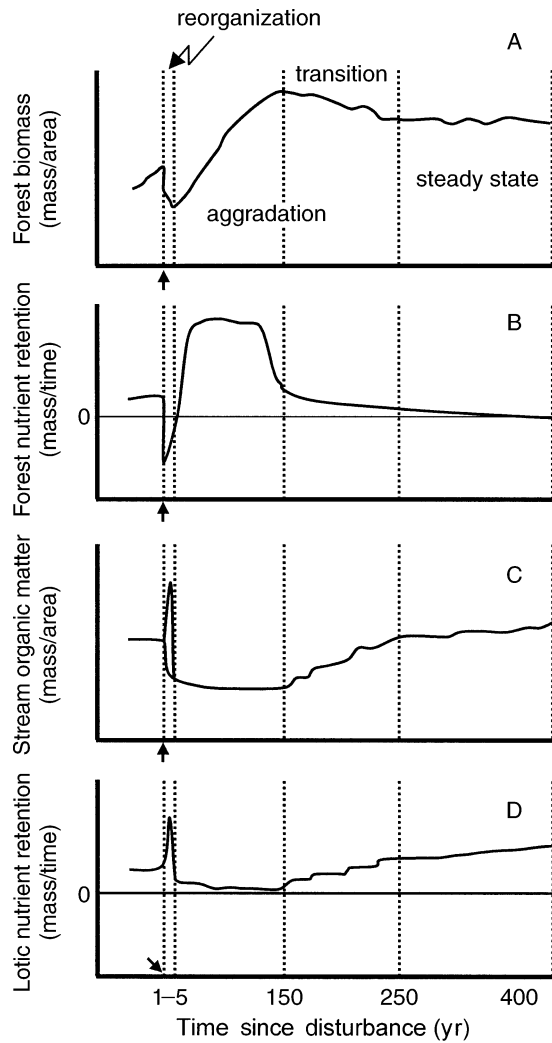 reorganization
A
transition
Forest biomass
(mass/area)
steady state
aggradation
B
Forest nutrient retention
(mass/time)
0
C
Stream organic matter
(mass/area)
D
Lotic nutrient retention
(mass/time)
0
1–5 150 250 400
Time since disturbance (yr)